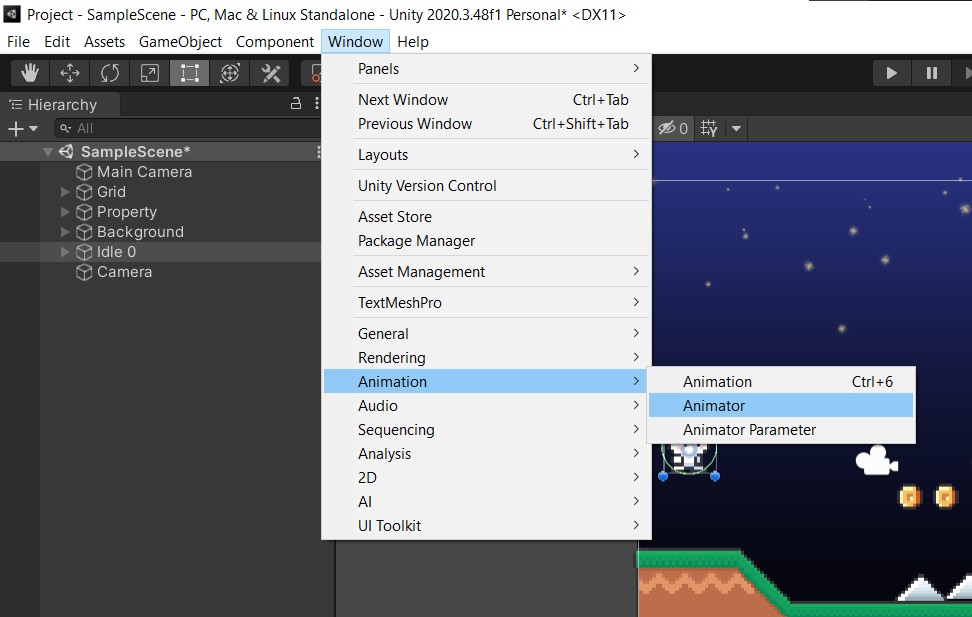 Project - SampleScene - PC, Mac & Linux Standalone - Unity 2020.3.48f1 Personal* <DX11>
File Edit Assets GameObject Component Window Help
Hierarchy
All
SampleScene*
Main Camera
Grid
Property
Background
Idle 0
Camera
Panels
Next Window Ctrl+Tab
Previous Window Ctrl+Shift+Tab
Layouts
Unity Version Control
Asset Store
Package Manager
Asset Management
TextMeshPro
General
Rendering
Animation
Audio
Sequencing
Analysis
2D
AI
UI Toolkit
Animation Ctrl+6
Animator
Animator Parameter
0